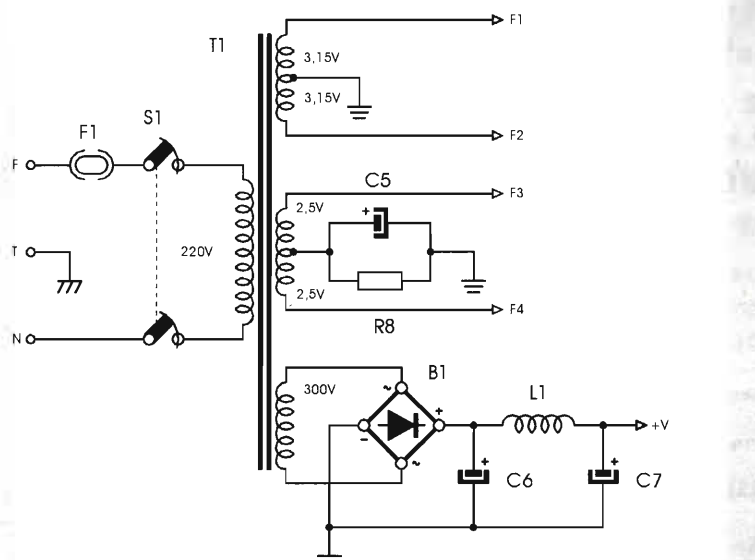 F1
T1
3,15V
3,15V
F1
S1
F2
F
C5
F3
+
2,5V
T
220V
2,5V
F4
R8
N
300V
B1
~
L1
+
+V
−
~
+
C6
+
C7